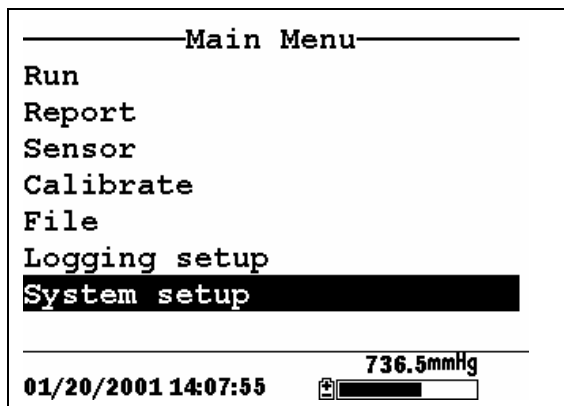 Main Menu
Run
Report
Sensor
Calibrate
File
Logging setup
System setup
736.5mmHg
01/20/2001 14:07:55